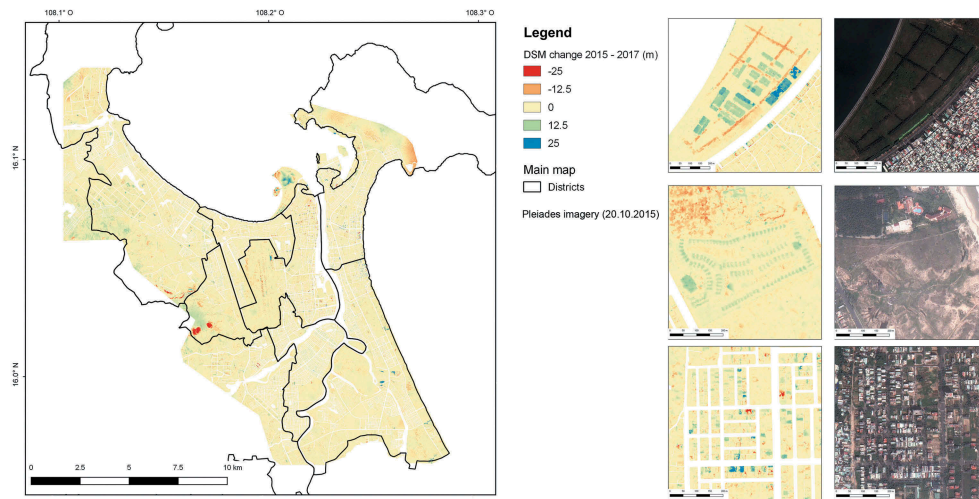 108.1° O
108.2° O
108.3° O
16.1° N
16.0° N
0
2.5
5
7.5
10 km
Legend
DSM change 2015 - 2017 (m)
-25
-12.5
0
12.5
25
Main map
Districts
Pleiades imagery (20.10.2015)